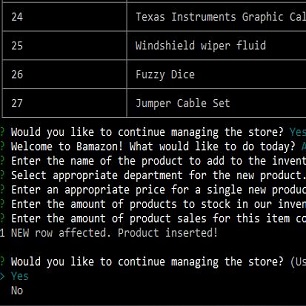 24 Texas Instruments Graphic Cal
25 Windshield wiper fluid
26 Fuzzy Dice
27 Jumper Cable Set
? Would you like to continue managing the store? Yes
? Welcome to Bamazon! What would like to do today? A
? Enter the name of the product to add to the invent
? Select appropriate department for the new product.
? Enter an appropriate price for a single new produc
? Enter the amount of products to stock in our inven
? Enter the amount of product sales for this item co
1 NEW row affected. Product inserted!
? Would you like to continue managing the store? (Us
> Yes
No